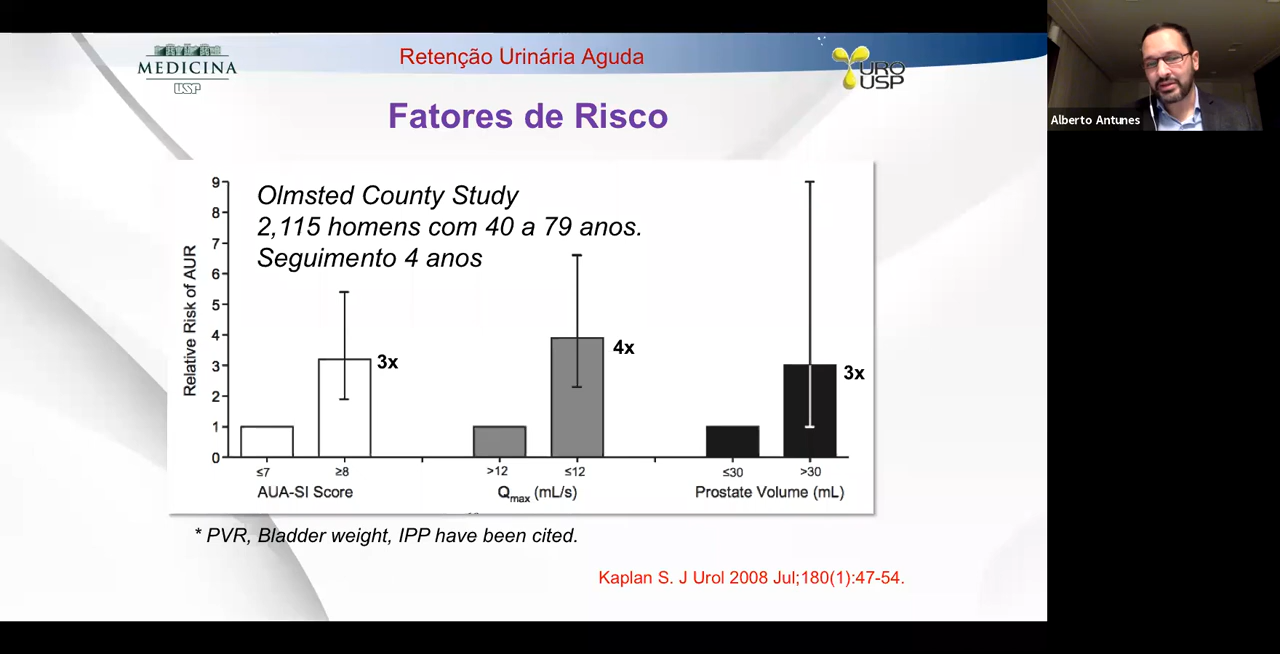 MEDICINA
USP
Retenção Urinária Aguda
URO
USP
Fatores de Risco
Alberto Antunes
Olmsted County Study
2,115 homens com 40 a 79 anos.
Seguimento 4 anos
Relative Risk of AUR
9
8
7
6
5
4
3
2
1
0
3x
4x
3x
≤7 ≥8 >12 ≤12 ≤30 >30
AUA-SI Score Qmax (mL/s) Prostate Volume (mL)
* PVR, Bladder weight, IPP have been cited.
Kaplan S. J Urol 2008 Jul;180(1):47-54.